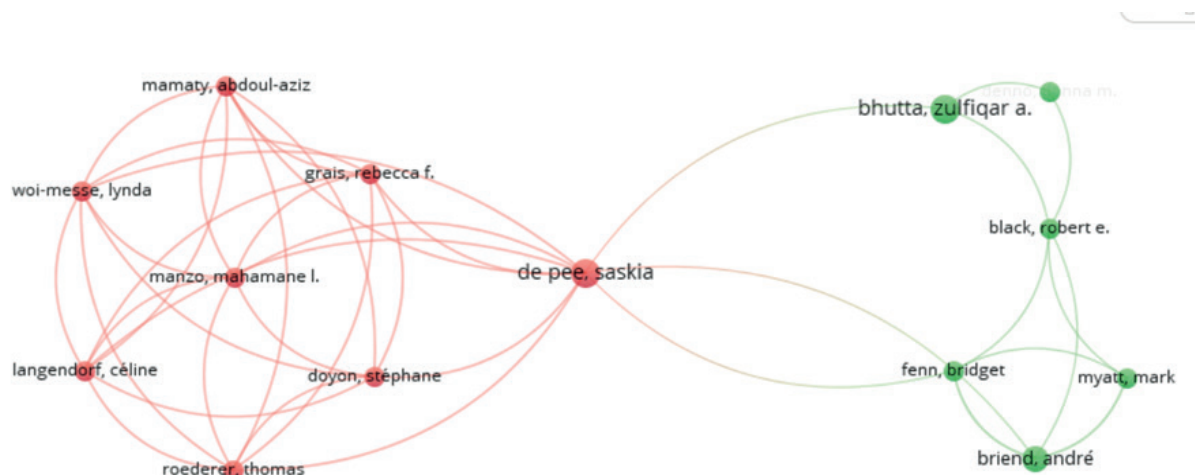 mamaty, abdoul-aziz
bhutta, zulfiqar a.
grais, rebecca f.
woi-messe, lynda
black, robert e.
manzo, mahamane l.
de pee, saskia
langendorf, céline
doyon, stéphane
fenn, bridget
myatt, mark
briend, andré
roederer, thomas